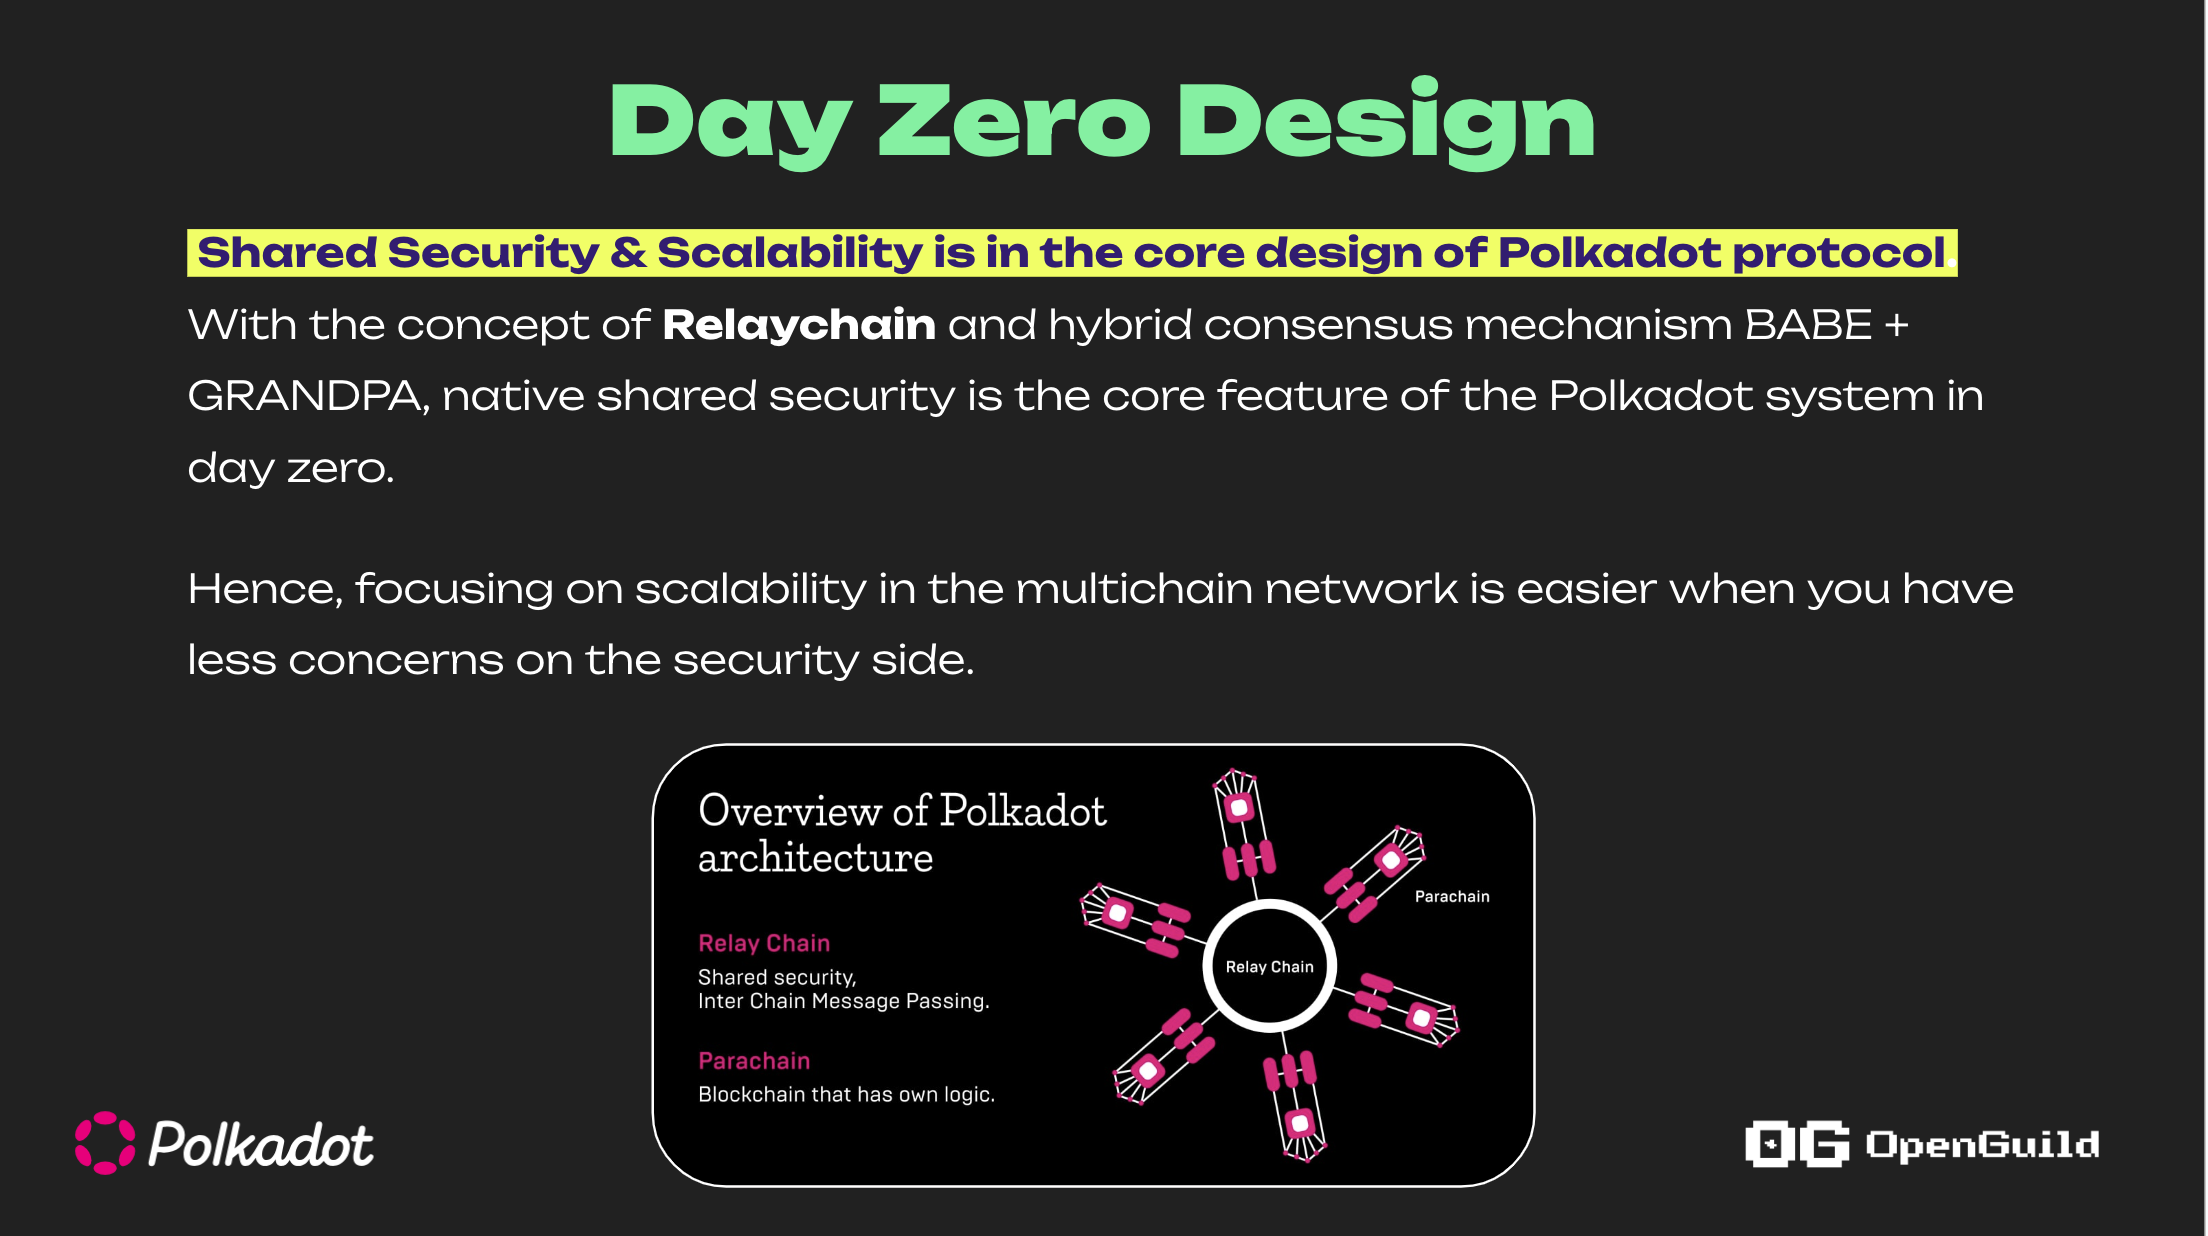 Day Zero Design
Shared Security & Scalability is in the core design of Polkadot protocol.
With the concept of Relaychain and hybrid consensus mechanism BABE +
GRANDPA, native shared security is the core feature of the Polkadot system in
day zero.
Hence, focusing on scalability in the multichain network is easier when you have
less concerns on the security side.
Overview of Polkadot
architecture
Relay Chain
Shared security,
Inter Chain Message Passing.
Parachain
Blockchain that has own logic.
Parachain
Relay Chain
Polkadot
OG OpenGuild